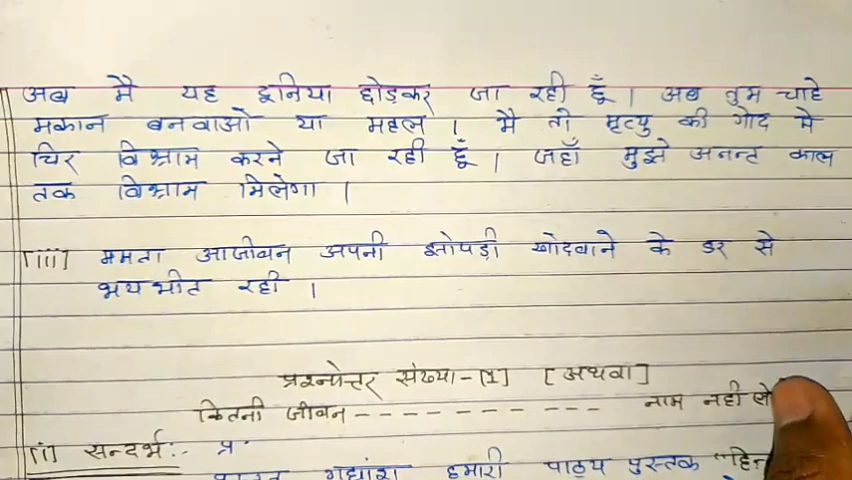 अब मै यह दूनिया छोड़कर जा रही हूँ । अब तुम चाहे
मकान बनवाओ या महल । मै तो मृत्यु की गोद मे
चिर विश्राम करने जा रही हूँ । जहाँ मुझे अनन्त काल
तक विश्राम मिलेगा ।
[iii] ममता आजीवन अपनी झोपड़ी खोदवाने के डर से
भयभीत रही ।
प्रश्नोत्तर संख्या-[1] [अथवा]
कितनी जीवन---------- नाम नही
[i] सन्दर्भ:- प्र
गद्यांश हमारी पाठ्य पुस्तक